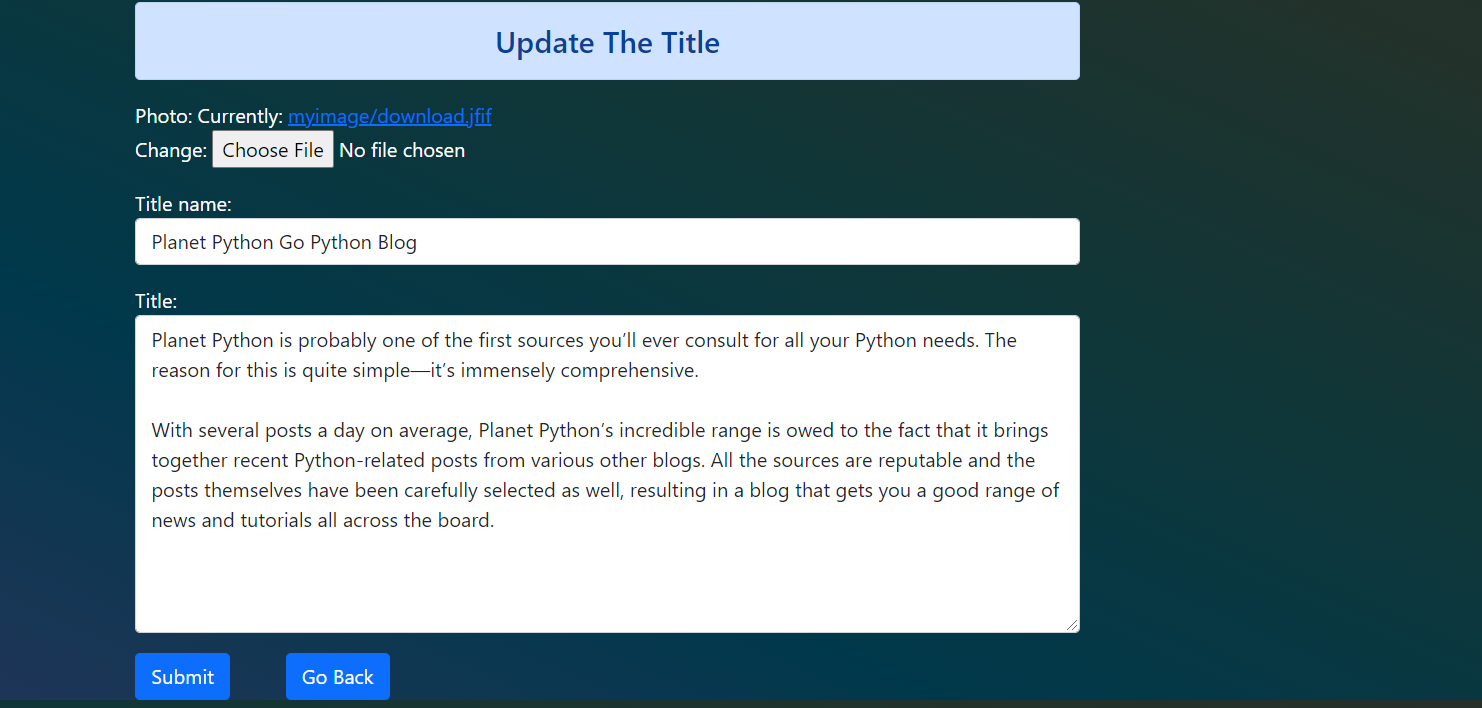 Update The Title
Photo: Currently: myimage/download.jfif
Change: Choose File No file chosen
Title name:
Planet Python Go Python Blog
Title:
Planet Python is probably one of the first sources you’ll ever consult for all your Python needs. The
reason for this is quite simple—it’s immensely comprehensive.
With several posts a day on average, Planet Python’s incredible range is owed to the fact that it brings
together recent Python-related posts from various other blogs. All the sources are reputable and the
posts themselves have been carefully selected as well, resulting in a blog that gets you a good range of
news and tutorials all across the board.
Submit Go Back